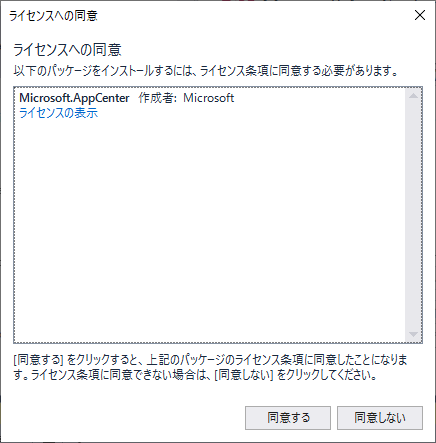 ライセンスへの同意
ライセンスへの同意
以下のパッケージをインストールするには、ライセンス条項に同意する必要があります。
Microsoft.AppCenter 作成者: Microsoft
ライセンスの表示
[同意する] をクリックすると、上記のパッケージのライセンス条項に同意したことになりま
す。ライセンス条項に同意できない場合は、[同意しない] をクリックしてください。
同意する 同意しない